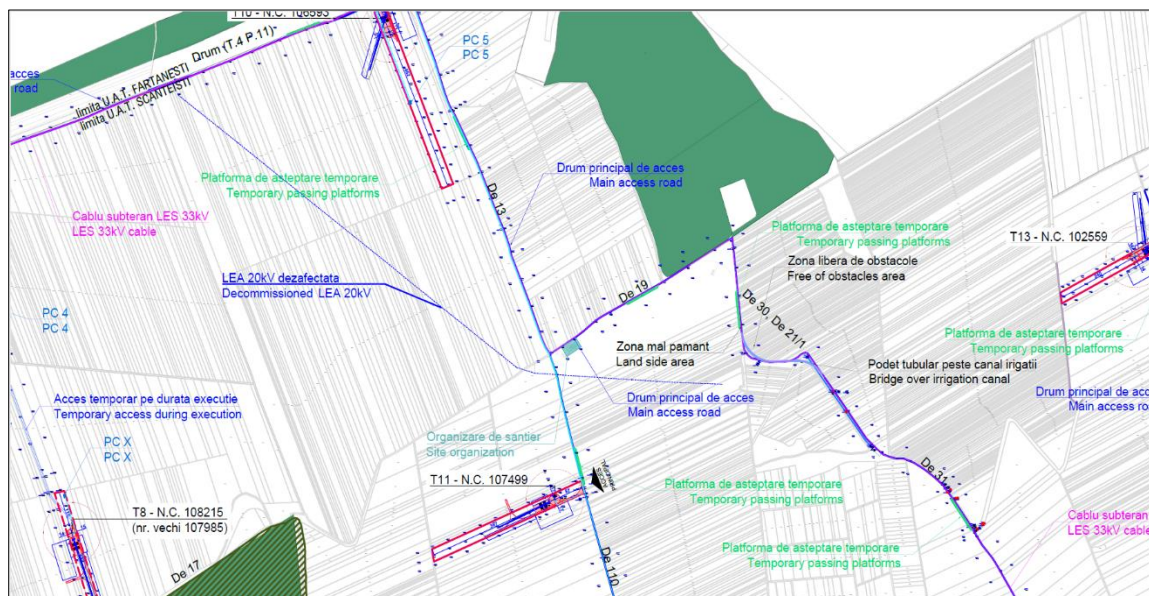 T10 - N.C. 106593
PC 5
PC 5
Drum (T.4 P.11)
limita U.A.T. FARTANESTI
limita U.A.T. SCANTEISTI
acces
road
Platforma de asteptare temporare
Temporary passing platforms
Drum principal de acces
Main access road
De 13
Cablu subteran LES 33kV
LES 33kV cable
Platforma de asteptare temporare
Temporary passing platforms
T13 - N.C. 102559
Zona libera de obstacole
Free of obstacles area
LEA 20kV dezafectata
Decommissioned LEA 20kV
De 19
De 30, De 21/1
PC 4
PC 4
Platforma de asteptare temporare
Temporary passing platforms
Zona mal pamant
Land side area
Podet tubular peste canal irigatii
Bridge over irrigation canal
Acces temporar pe durata executie
Temporary access during execution
Drum principal de acces
Main access road
Drum principal de acc
Main access roa
PC X
PC X
Organizare de santier
Site organization
ACCES
PRINCIPAL
T11 - N.C. 107499
Platforma de asteptare temporare
Temporary passing platforms
De 31
T8 - N.C. 108215
(nr. vechi 107985)
Cablu subteran
LES 33kV cable
Platforma de asteptare temporare
Temporary passing platforms
De 17
De 110